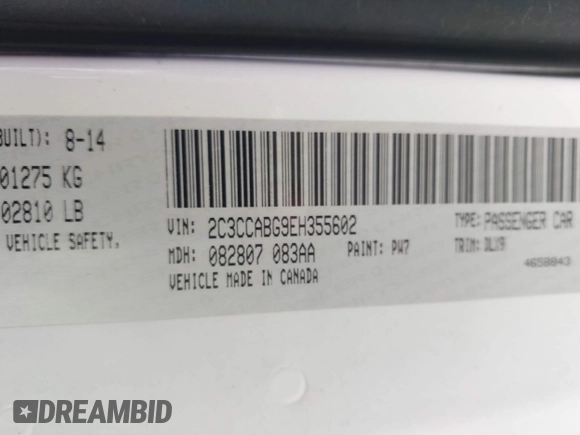 BUILT): 8-14
01275 KG
02810 LB
VEHICLE SAFETY,
VIN: 2C3CCABG9EH355602 TYPE: PASSENGER CAR
MDH: 082807 083AA PAINT: PW7 TRIM: DLX9
VEHICLE MADE IN CANADA 4658843
DREAMBID